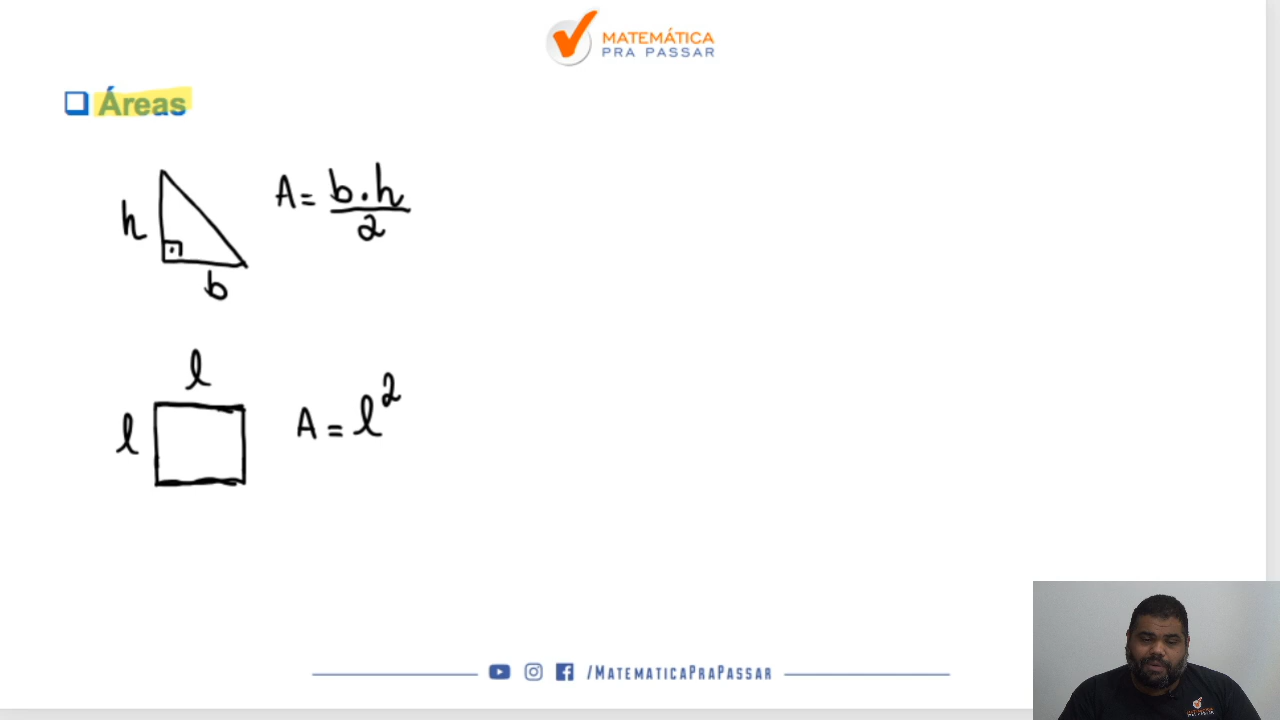 MATEMÁTICA
PRA PASSAR
Áreas
h
A = b . h / 2
b
l
l
A = l²
/MATEMATICAPRAPASSAR